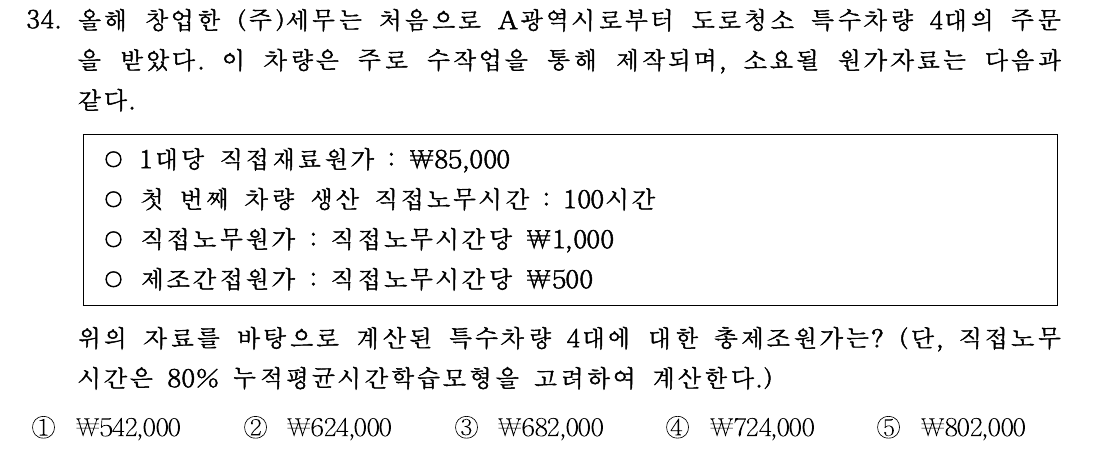 34. 올해 창업한 (주)세무는 처음으로 A광역시로부터 도로청소 특수차량 4대의 주문
을 받았다. 이 차량은 주로 수작업을 통해 제작되며, 소요될 원가자료는 다음과
같다.
○ 1대당 직접재료원가 : ₩85,000
○ 첫 번째 차량 생산 직접노무시간 : 100시간
○ 직접노무원가 : 직접노무시간당 ₩1,000
○ 제조간접원가 : 직접노무시간당 ₩500
위의 자료를 바탕으로 계산된 특수차량 4대에 대한 총제조원가는? (단, 직접노무
시간은 80% 누적평균시간학습모형을 고려하여 계산한다.)
① ₩542,000 ② ₩624,000 ③ ₩682,000 ④ ₩724,000 ⑤ ₩802,000